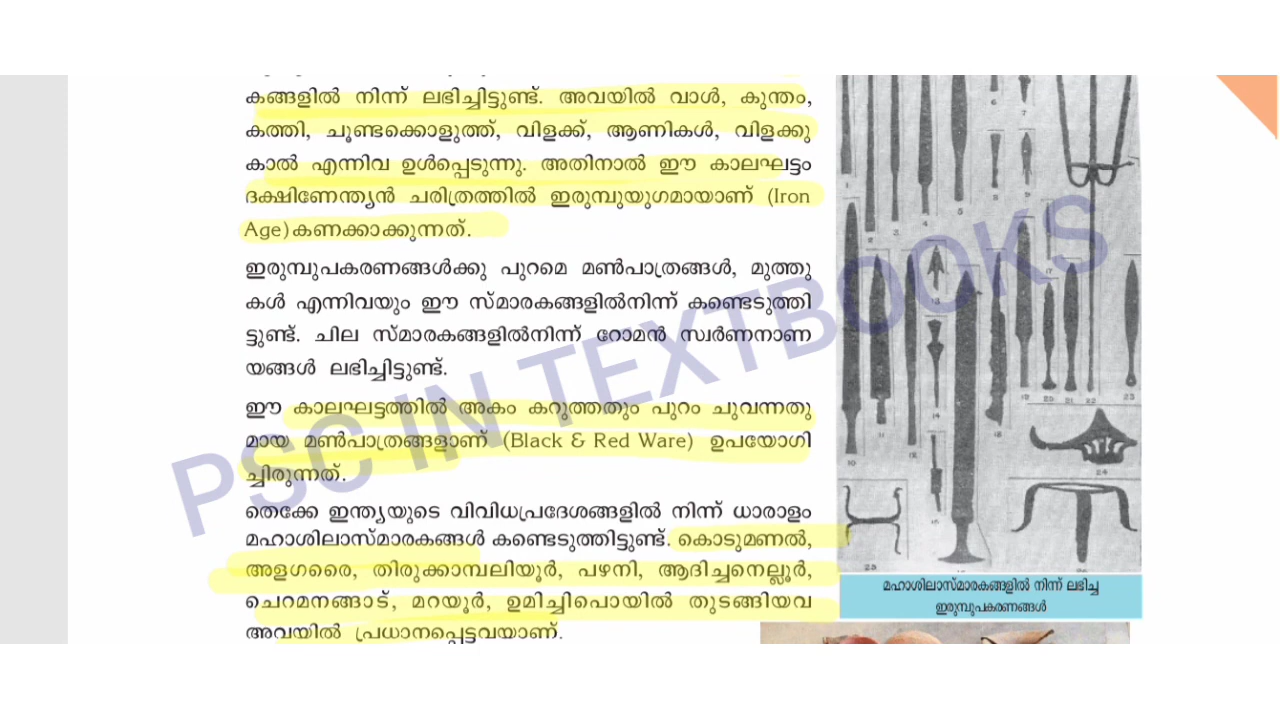 കങ്ങളിൽ നിന്ന് ലഭിച്ചിട്ടുണ്ട്. അവയിൽ വാൾ, കുന്തം,
കത്തി, ചൂണ്ടക്കൊളുത്ത്, വിളക്ക്, ആണികൾ, വിളക്കു
കാൽ എന്നിവ ഉൾപ്പെടുന്നു. അതിനാൽ ഈ കാലഘട്ടം
ദക്ഷിണേന്ത്യൻ ചരിത്രത്തിൽ ഇരുമ്പുയുഗമായാണ് (Iron
Age)കണക്കാക്കുന്നത്.
ഇരുമ്പുപകരണങ്ങൾക്കു പുറമെ മൺപാത്രങ്ങൾ, മുത്തു
കൾ എന്നിവയും ഈ സ്മാരകങ്ങളിൽനിന്ന് കണ്ടെടുത്തി
ട്ടുണ്ട്. ചില സ്മാരകങ്ങളിൽനിന്ന് റോമൻ സ്വർണനാണ
യങ്ങൾ ലഭിച്ചിട്ടുണ്ട്.
ഈ കാലഘട്ടത്തിൽ അകം കറുത്തതും പുറം ചുവന്നതു
മായ മൺപാത്രങ്ങളാണ് (Black & Red Ware) ഉപയോഗി
ച്ചിരുന്നത്.
തെക്കേ ഇന്ത്യയുടെ വിവിധപ്രദേശങ്ങളിൽ നിന്ന് ധാരാളം
മഹാശിലാസ്മാരകങ്ങൾ കണ്ടെടുത്തിട്ടുണ്ട്. കൊടുമണൽ,
അളഗരൈ, തിരുക്കാമ്പലിയൂർ, പഴനി, ആദിച്ചനെല്ലൂർ,
ചെറമനങ്ങാട്, മറയൂർ, ഉമിച്ചിപൊയിൽ തുടങ്ങിയവ
അവയിൽ പ്രധാനപ്പെട്ടവയാണ്.
മഹാശിലാസ്മാരകങ്ങളിൽ നിന്ന് ലഭിച്ച
ഇരുമ്പുപകരണങ്ങൾ
PSC IN TEXTBOOKS